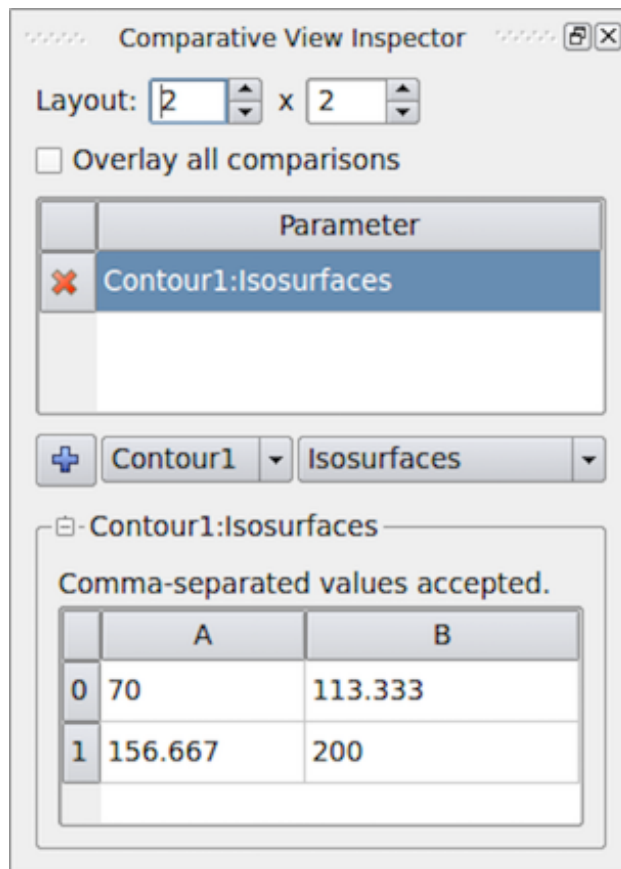 Comparative View Inspector
Layout: 2 x 2
Overlay all comparisons
Parameter
Contour1:Isosurfaces
Contour1 Isosurfaces
Contour1:Isosurfaces
Comma-separated values accepted.
A B
0 70 113.333
1 156.667 200